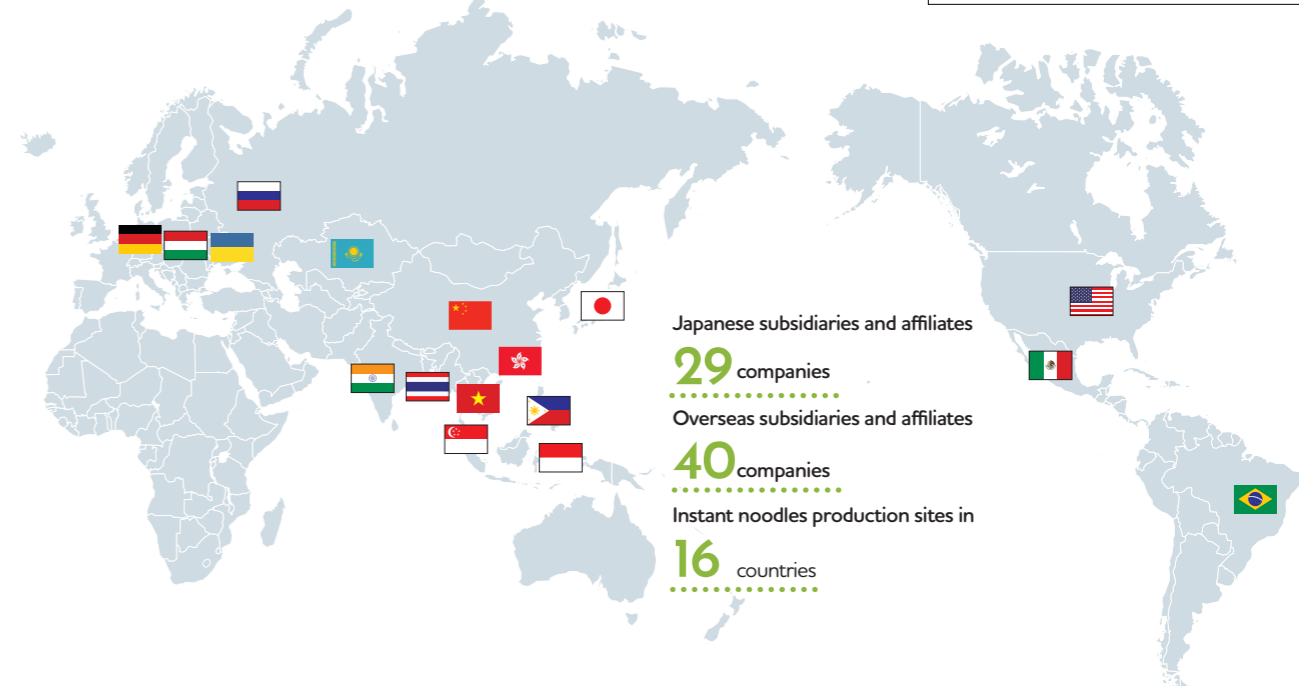 Japanese subsidiaries and affiliates
29 companies
Overseas subsidiaries and affiliates
40 companies
Instant noodles production sites in
16 countries